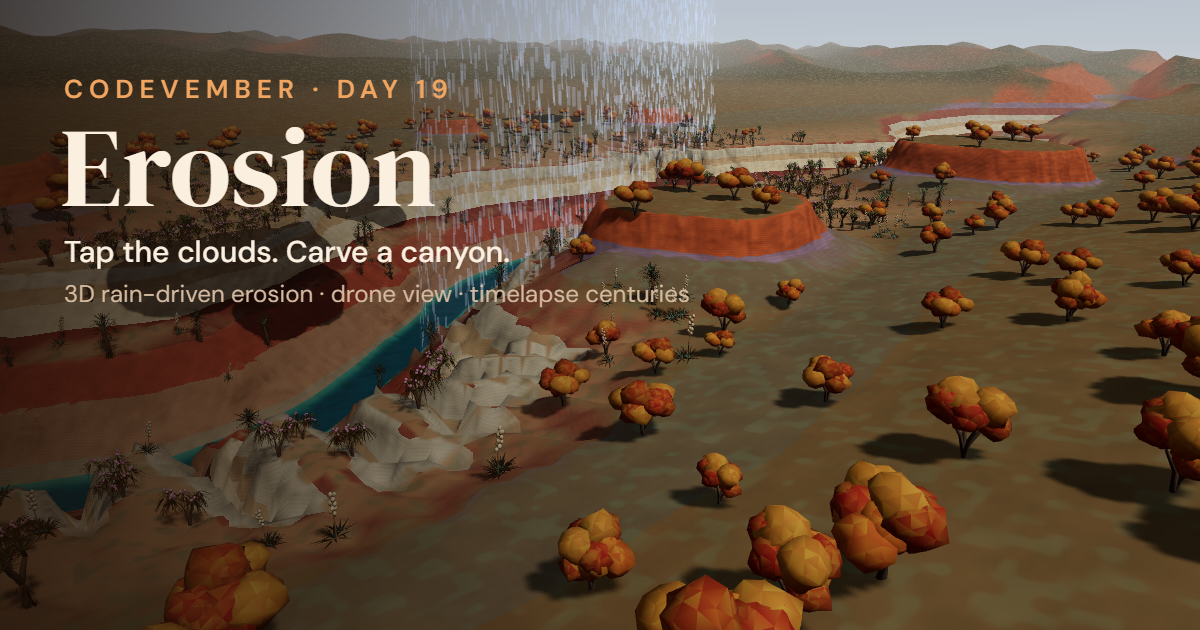 CODEVEMBER · DAY 19
Erosion
Tap the clouds. Carve a canyon.
3D rain-driven erosion · drone view · timelapse centuries